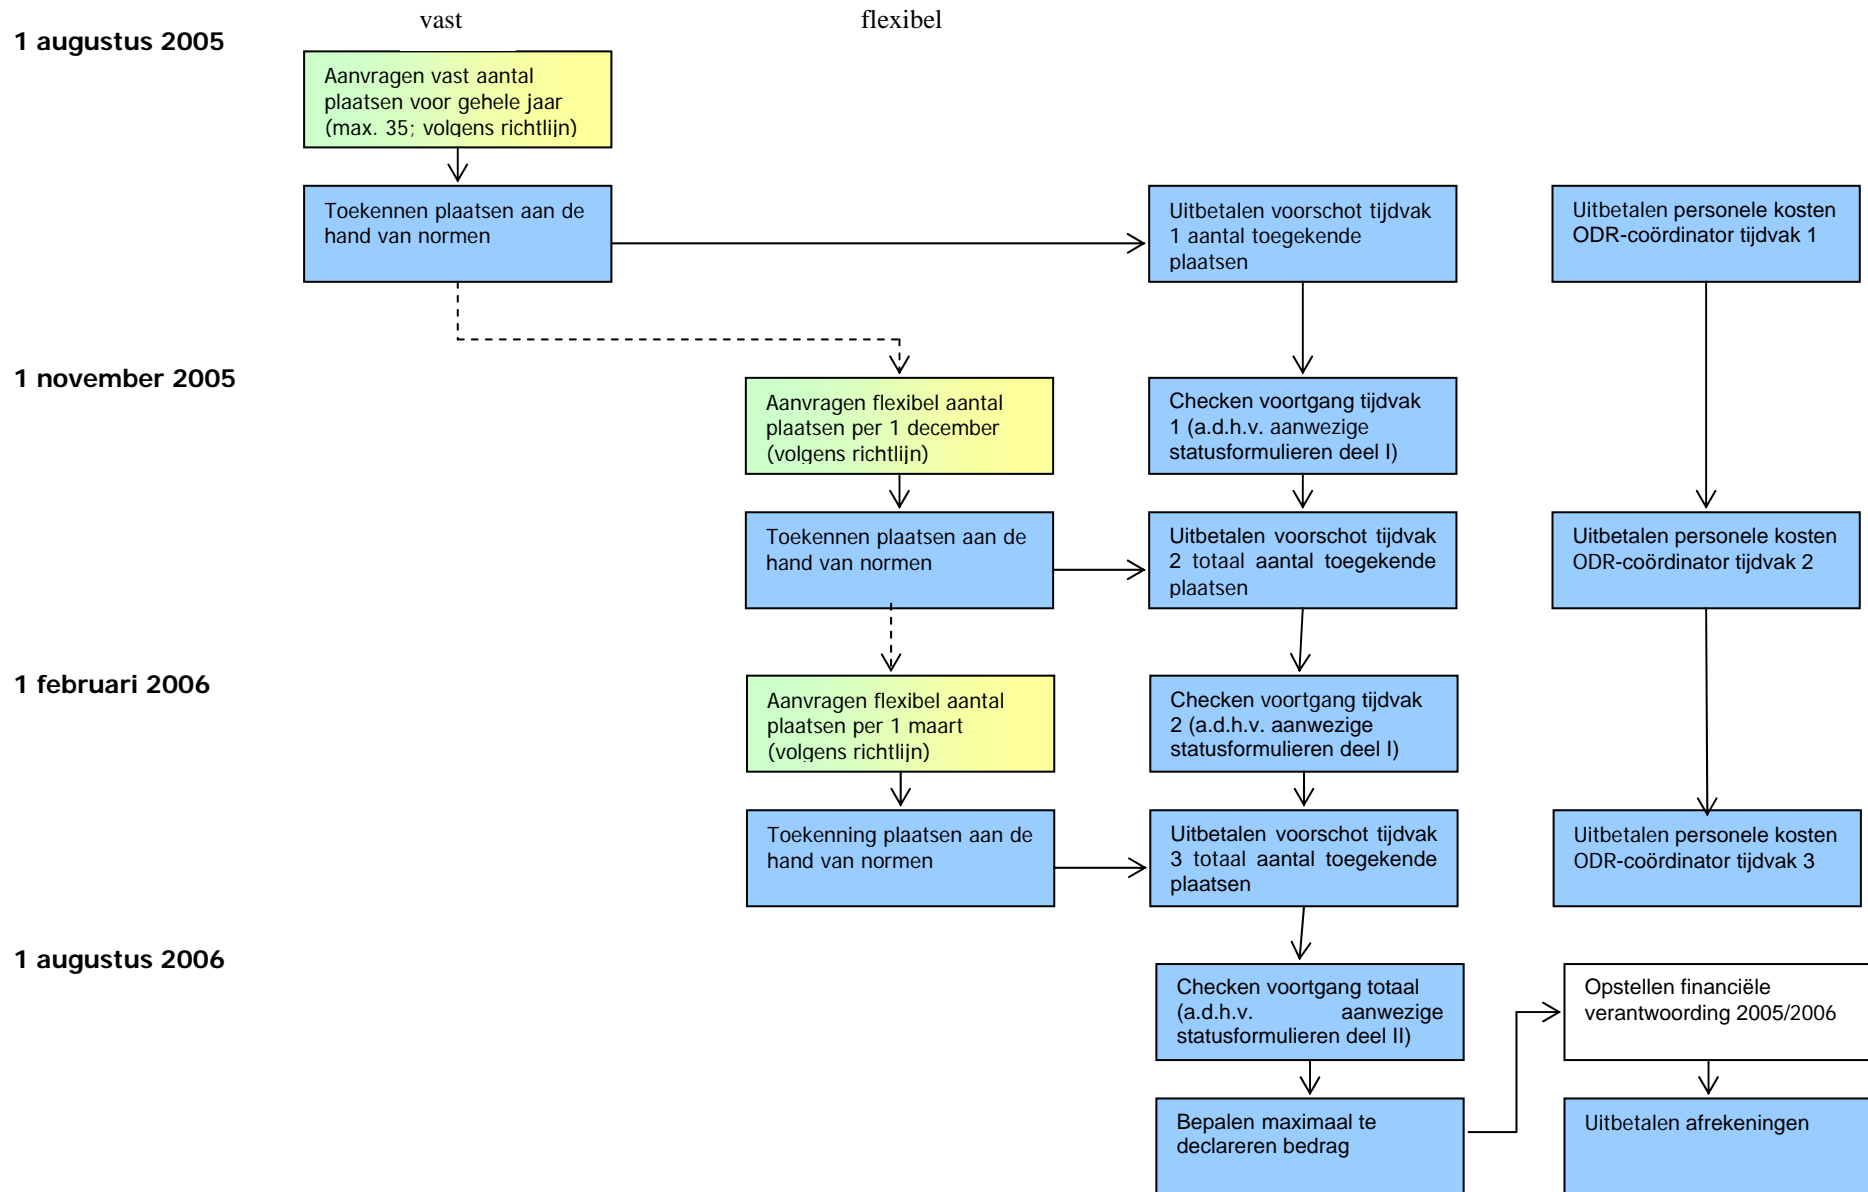 vast
flexibel
1 augustus 2005
Aanvragen vast aantal
plaatsen voor gehele jaar
(max. 35; volgens richtlijn)
Toekennen plaatsen aan de
hand van normen
Uitbetalen voorschot tijdvak
1 aantal toegekende
plaatsen
Uitbetalen personele kosten
ODR-coördinator tijdvak 1
1 november 2005
Aanvragen flexibel aantal
plaatsen per 1 december
(volgens richtlijn)
Checken voortgang tijdvak
1 (a.d.h.v. aanwezige
statusformulieren deel I)
Toekennen plaatsen aan de
hand van normen
Uitbetalen voorschot tijdvak
2 totaal aantal toegekende
plaatsen
Uitbetalen personele kosten
ODR-coördinator tijdvak 2
1 februari 2006
Aanvragen flexibel aantal
plaatsen per 1 maart
(volgens richtlijn)
Checken voortgang tijdvak
2 (a.d.h.v. aanwezige
statusformulieren deel I)
Toekenning plaatsen aan de
hand van normen
Uitbetalen voorschot tijdvak
3 totaal aantal toegekende
plaatsen
Uitbetalen personele kosten
ODR-coördinator tijdvak 3
1 augustus 2006
Checken voortgang totaal
(a.d.h.v. aanwezige
statusformulieren deel II)
Opstellen financiële
verantwoording 2005/2006
Bepalen maximaal te
declareren bedrag
Uitbetalen afrekeningen